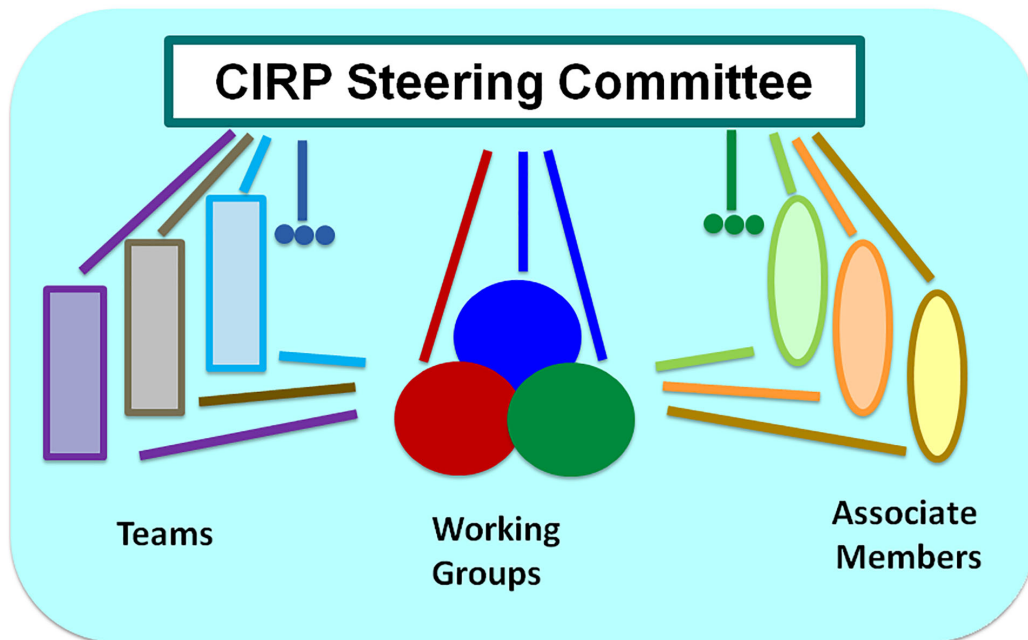 CIRP Steering Committee
Teams
Working
Groups
Associate
Members